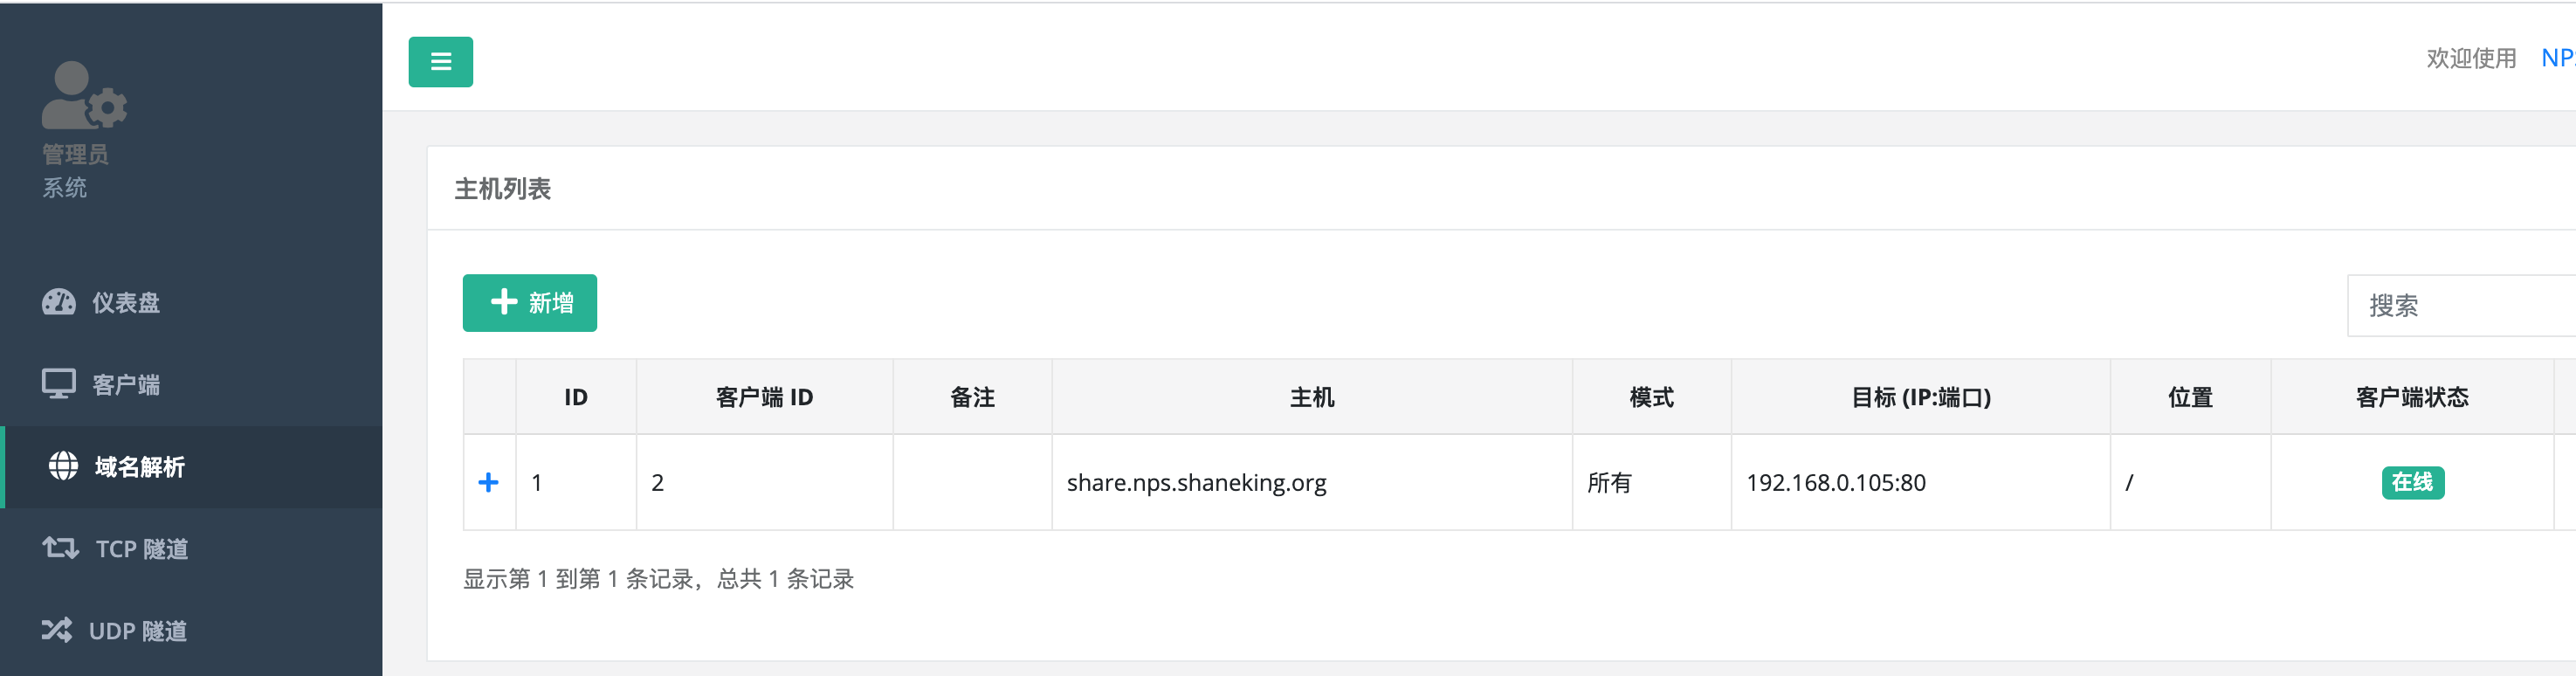 欢迎使用 NPS
管理员
系统
主机列表
仪表盘
新增
搜索
客户端
ID 客户端 ID 备注 主机 模式 目标 (IP:端口) 位置 客户端状态
域名解析
1 2 share.nps.shaneking.org 所有 192.168.0.105:80 / 在线
TCP 隧道
显示第 1 到第 1 条记录，总共 1 条记录
UDP 隧道